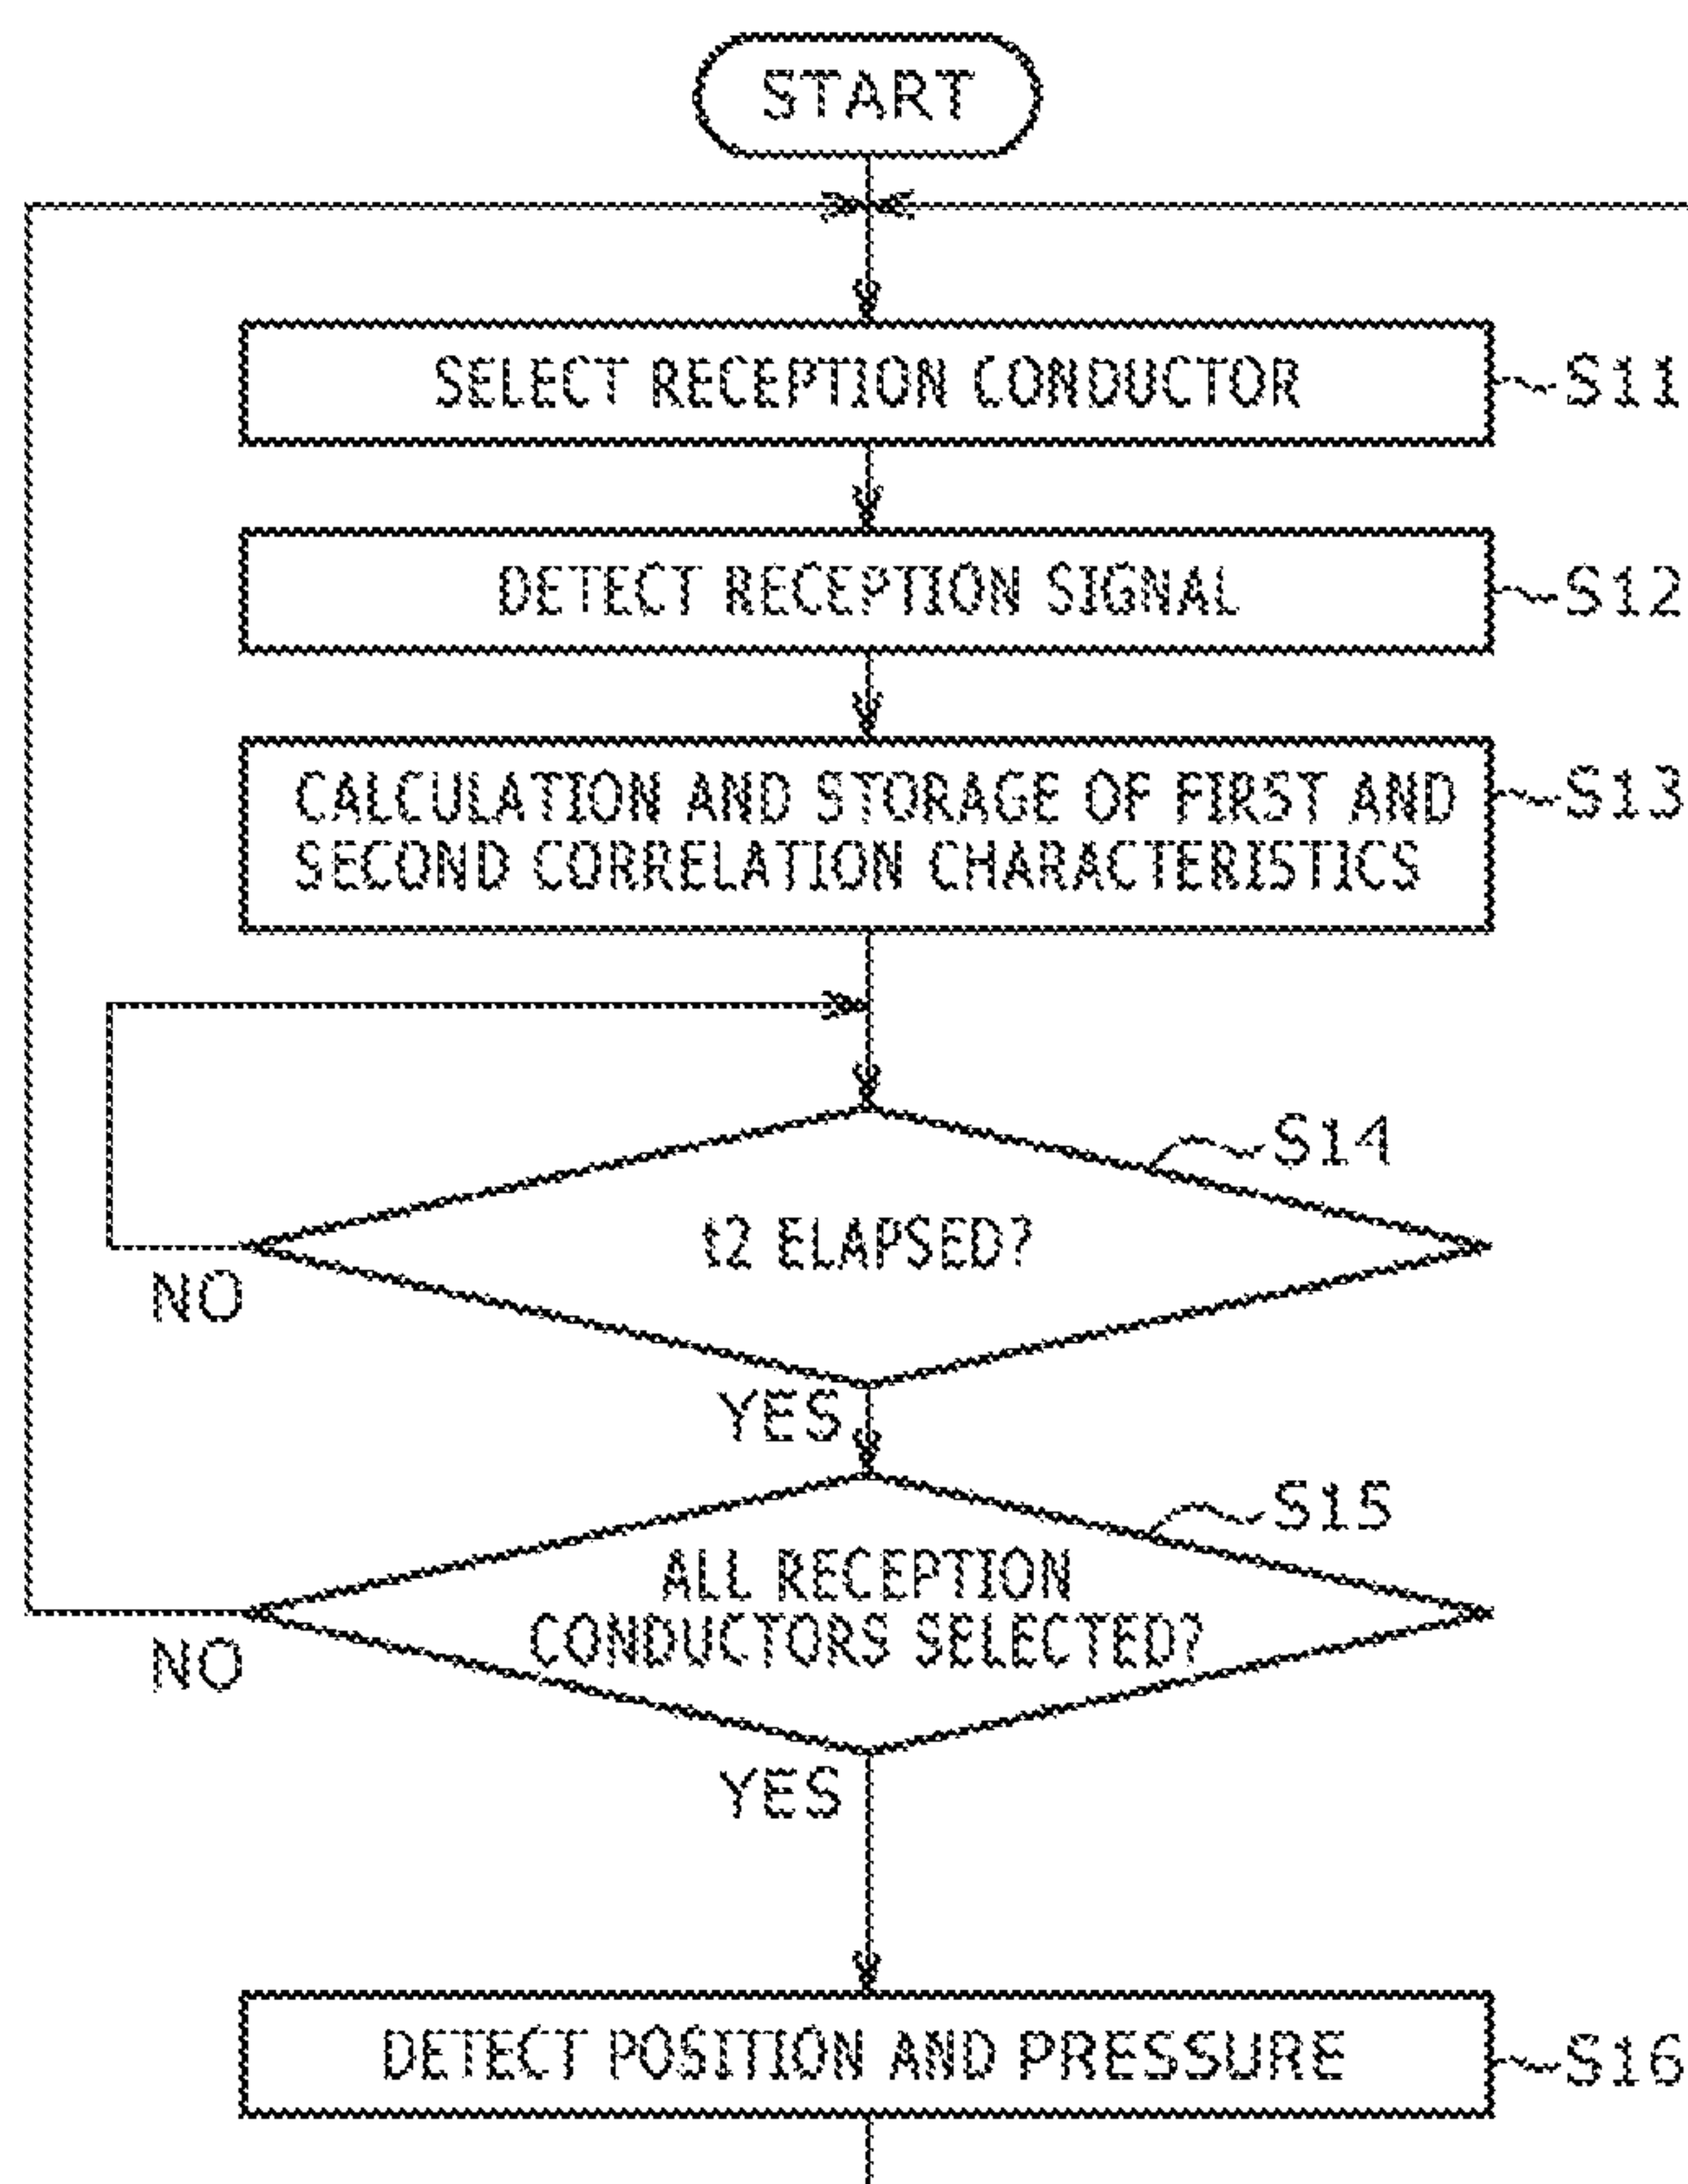 START
SELECT RECEPTION CONDUCTOR
S11
DETECT RECEPTION SIGNAL
S12
CALCULATION AND STORAGE OF FIRST AND
SECOND CORRELATION CHARACTERISTICS
S13
S14
t2 ELAPSED?
NO
YES
S15
ALL RECEPTION
CONDUCTORS SELECTED?
NO
YES
DETECT POSITION AND PRESSURE
S16